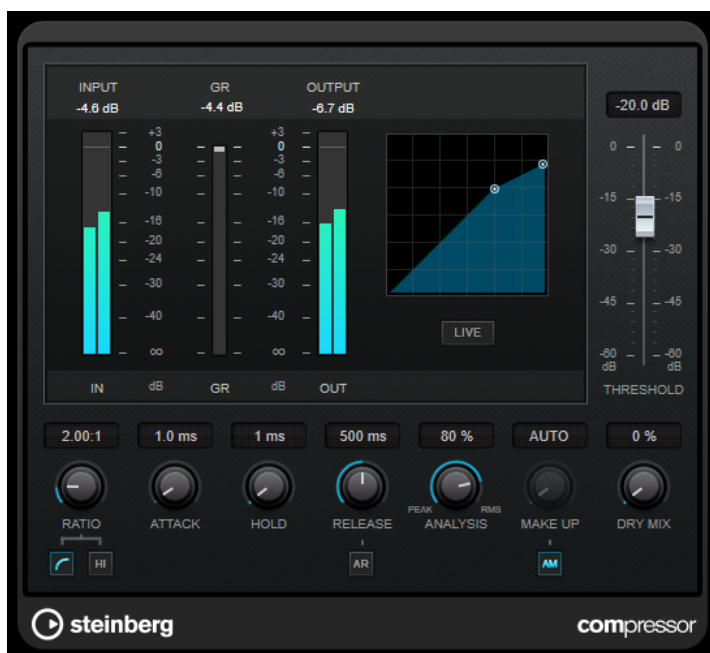 INPUT GR OUTPUT
-4.6 dB -4.4 dB -6.7 dB
-20.0 dB
+3 +3
0 0
-3 -3
-6 -6
-10 -10
-16 -16
-20 -20
-24 -24
-30 -30
-40 -40
∞ ∞
IN dB GR dB OUT
LIVE
0 0
-15 -15
-30 -30
-45 -45
-60 -60
dB dB
THRESHOLD
2.00:1 1.0 ms 1 ms 500 ms 80 % AUTO 0 %
PEAK RMS
RATIO ATTACK HOLD RELEASE ANALYSIS MAKE UP DRY MIX
HI AR AM
steinberg compressor